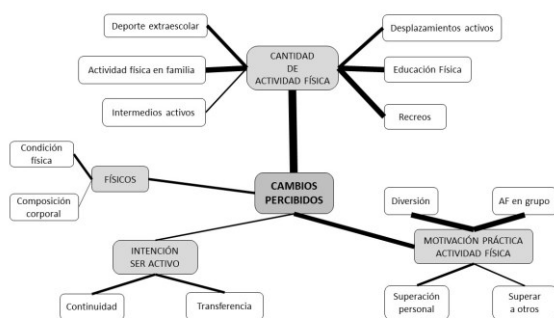 Deporte extraescolar
Desplazamientos activos
CANTIDAD
DE
ACTIVIDAD FÍSICA
Actividad física en familia
Educación Física
Intermedios activos
Recreos
Condición
física
FÍSICOS
Composición
corporal
CAMBIOS
PERCIBIDOS
Diversión
AF en grupo
INTENCIÓN
SER ACTIVO
MOTIVACIÓN PRÁCTICA
ACTIVIDAD FÍSICA
Continuidad
Transferencia
Superación
personal
Superar
a otros